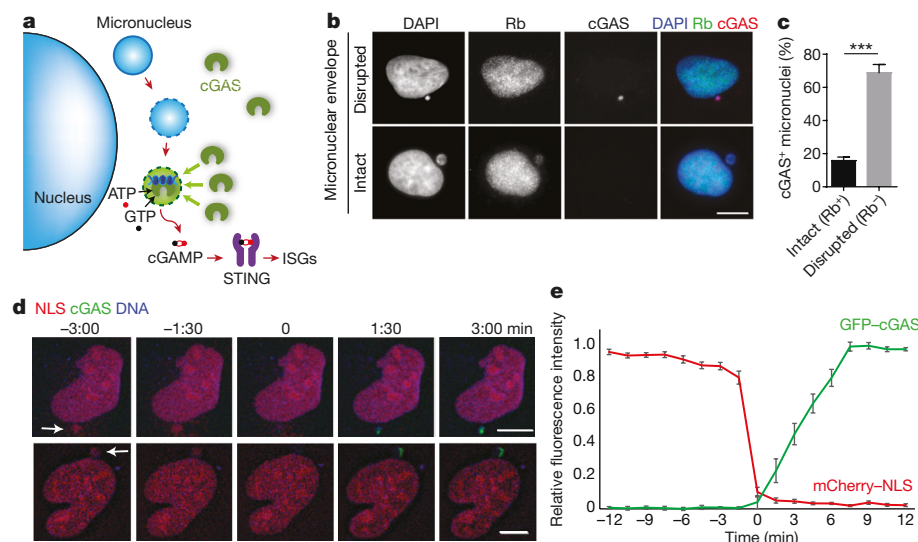 a
Micronucleus
cGAS
Nucleus
ATP
GTP
cGAMP
STING
ISGs
b
DAPI Rb cGAS DAPI Rb cGAS
Micronuclear envelope
Disrupted
Intact
c
cGAS+ micronuclei (%)
***
80
60
40
20
0
Intact (Rb+)
Disrupted (Rb–)
d
NLS cGAS DNA
–3:00 –1:30 0 1:30 3:00 min
e
Relative fluorescence intensity
GFP–cGAS
mCherry–NLS
1.0
0.8
0.6
0.4
0.2
0
–12 –9 –6 –3 0 3 6 9 12
Time (min)